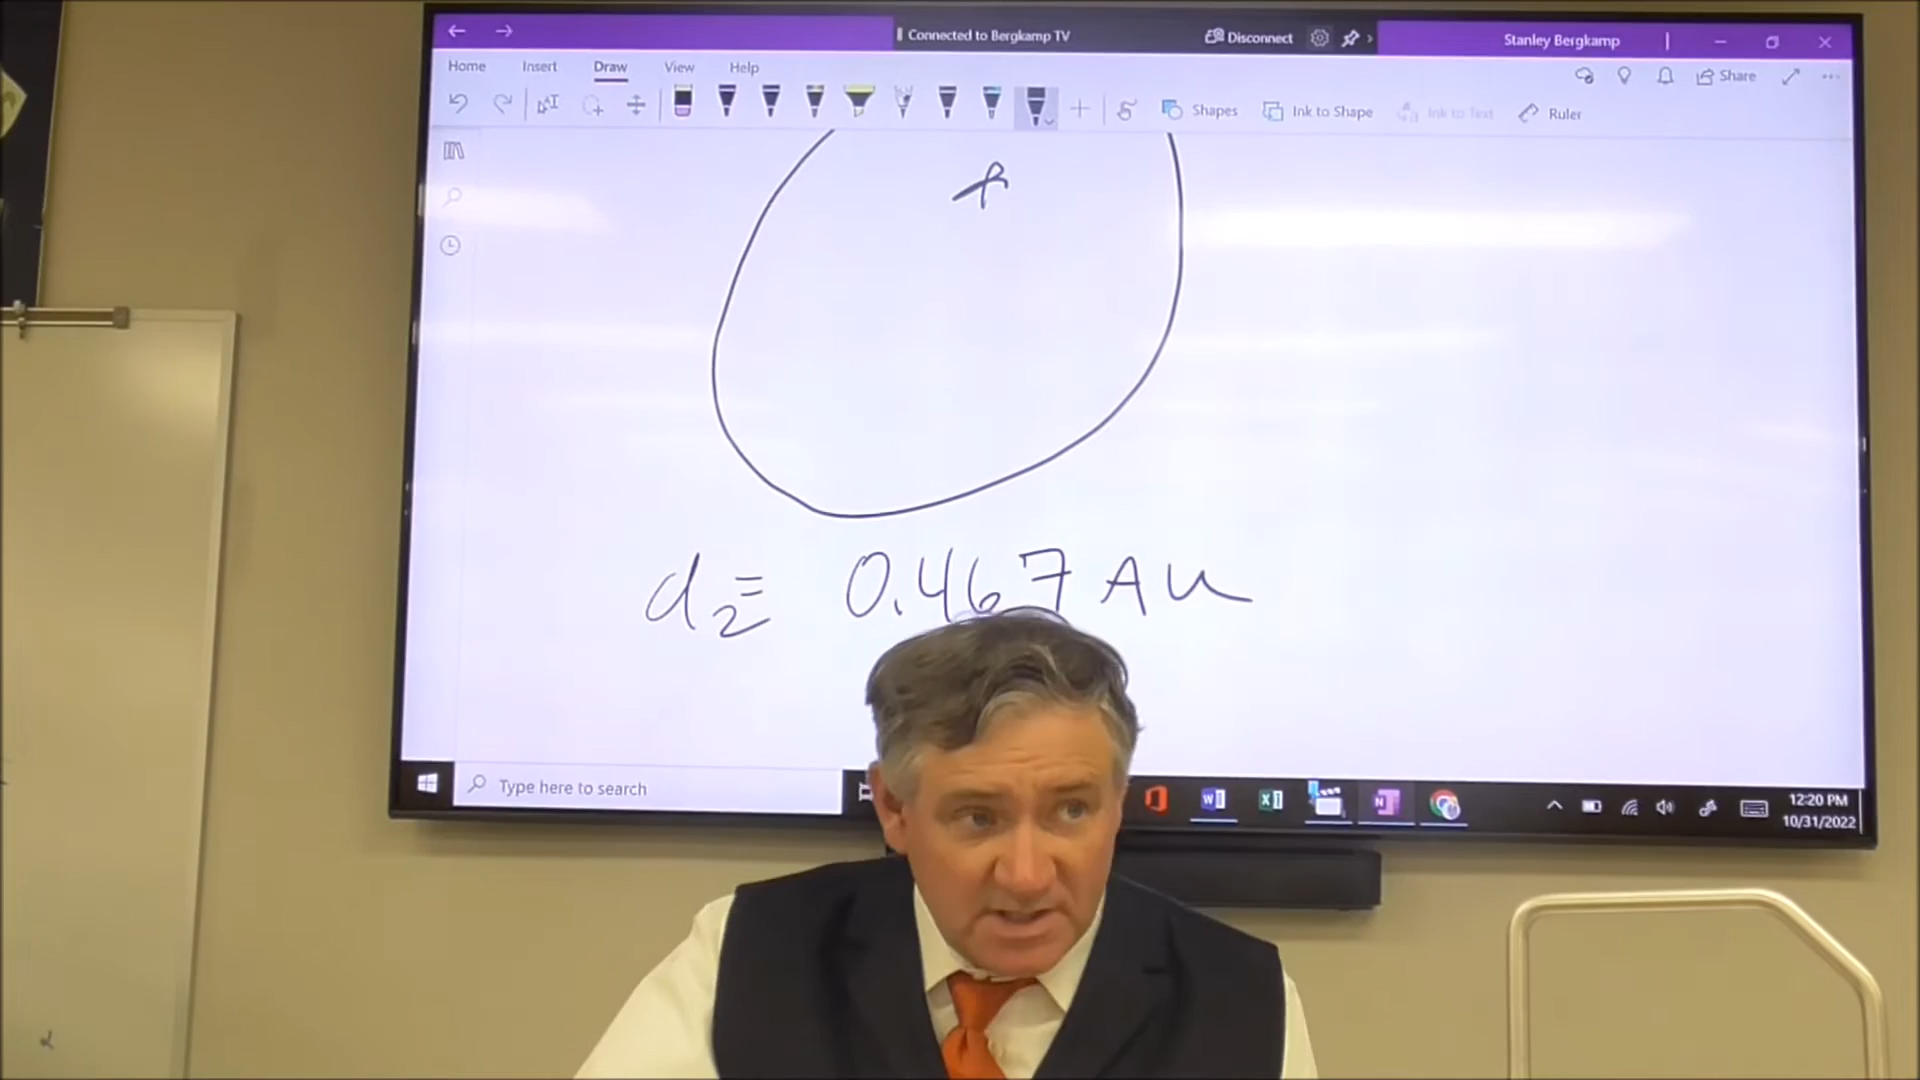 Connected to Bergkamp TV
Disconnect
Stanley Bergkamp
Home Insert Draw View Help
Share
Shapes Ink to Shape Ink to Text Ruler
d2= 0.467 AU
Type here to search
12:20 PM
10/31/2022